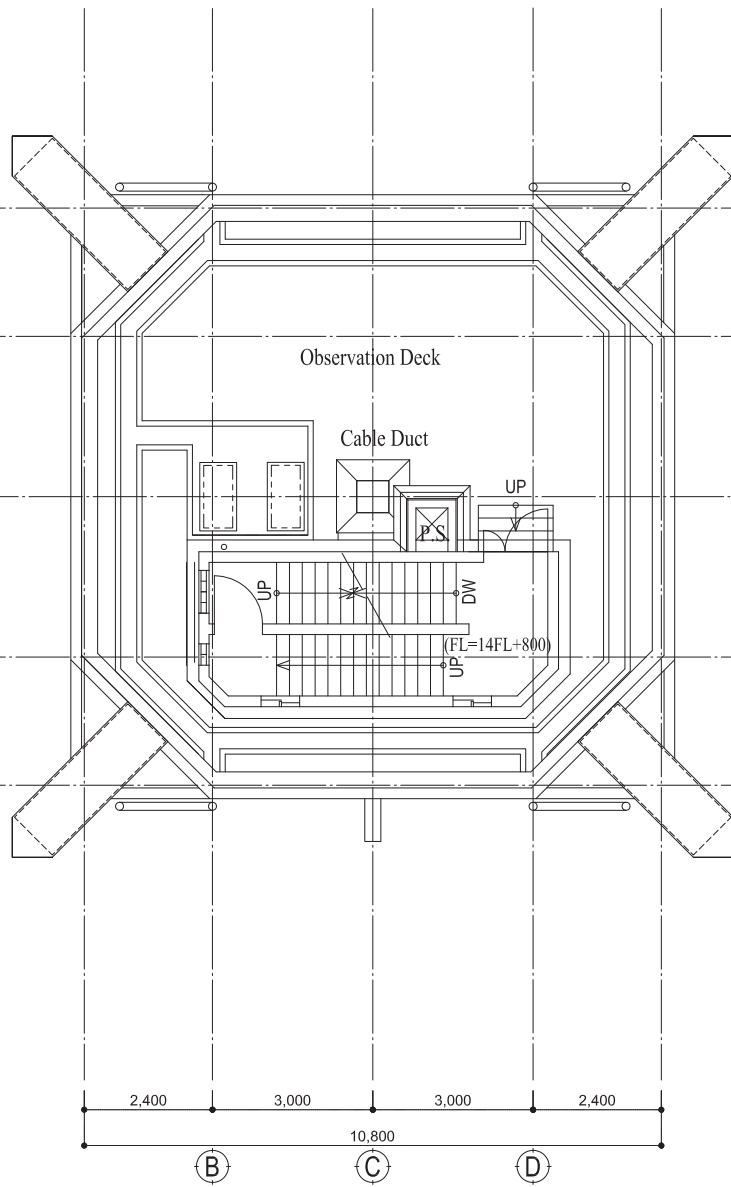 Observation Deck
Cable Duct
UP
P.S.
UP
DW
(FL=14FL+800)
UP
2,400
3,000
3,000
2,400
10,800
B
C
D